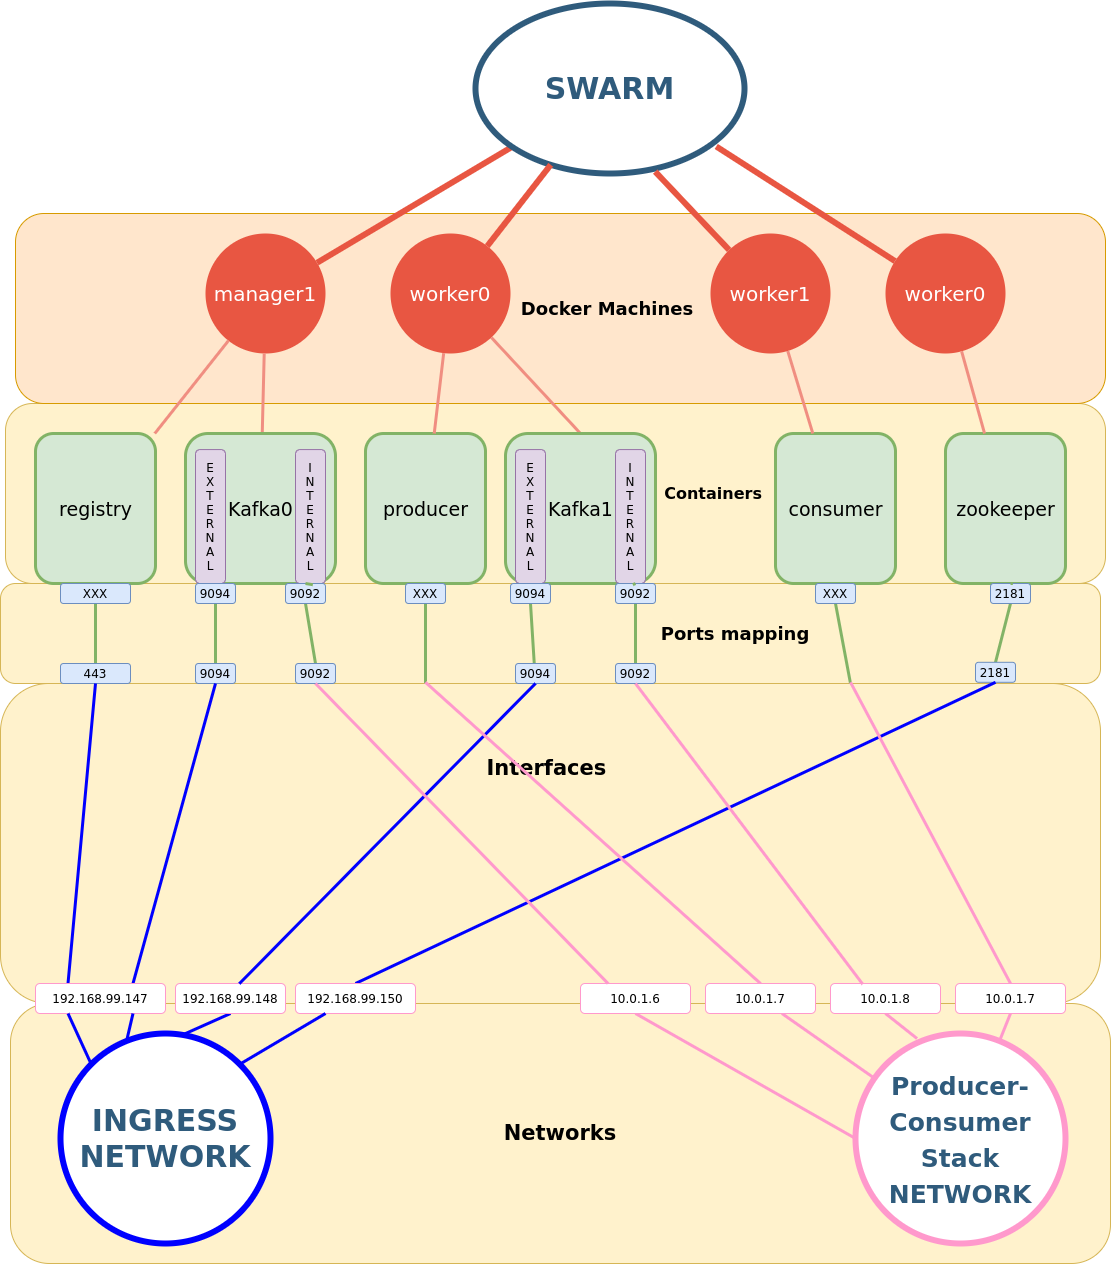 SWARM
manager1
worker0
Docker Machines
worker1
worker0
registry
EXTERNAL
Kafka0
INTERNAL
producer
EXTERNAL
Kafka1
INTERNAL
Containers
consumer
zookeeper
XXX
9094
9092
XXX
9094
9092
XXX
2181
Ports mapping
443
9094
9092
9094
9092
2181
Interfaces
192.168.99.147
192.168.99.148
192.168.99.150
10.0.1.6
10.0.1.7
10.0.1.8
10.0.1.7
INGRESS
NETWORK
Networks
Producer-
Consumer
Stack
NETWORK